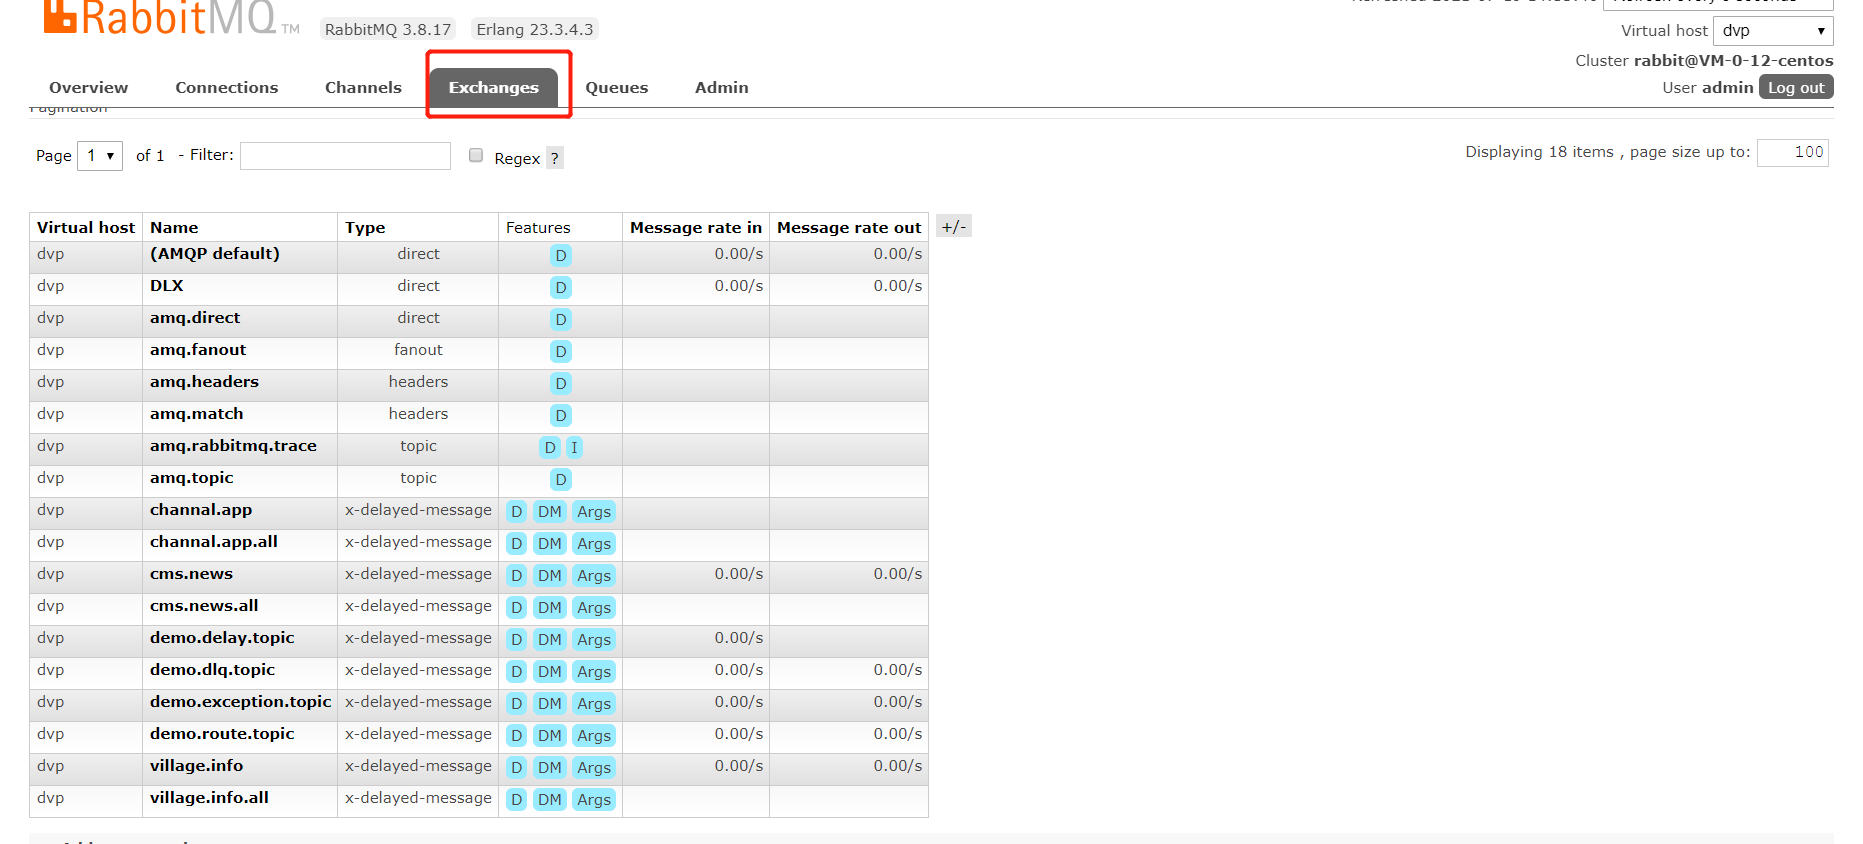 RabbitMQ TM RabbitMQ 3.8.17 Erlang 23.3.4.3
Virtual host dvp
Cluster rabbit@VM-0-12-centos
User admin Log out
Overview Connections Channels Exchanges Queues Admin
Pagination
Page 1 of 1 - Filter: Regex ? Displaying 18 items , page size up to: 100
Virtual host Name Type Features Message rate in Message rate out +/-
dvp (AMQP default) direct D 0.00/s 0.00/s
dvp DLX direct D 0.00/s 0.00/s
dvp amq.direct direct D
dvp amq.fanout fanout D
dvp amq.headers headers D
dvp amq.match headers D
dvp amq.rabbitmq.trace topic D I
dvp amq.topic topic D
dvp channal.app x-delayed-message D DM Args
dvp channal.app.all x-delayed-message D DM Args
dvp cms.news x-delayed-message D DM Args 0.00/s 0.00/s
dvp cms.news.all x-delayed-message D DM Args
dvp demo.delay.topic x-delayed-message D DM Args 0.00/s
dvp demo.dlq.topic x-delayed-message D DM Args 0.00/s 0.00/s
dvp demo.exception.topic x-delayed-message D DM Args 0.00/s 0.00/s
dvp demo.route.topic x-delayed-message D DM Args 0.00/s 0.00/s
dvp village.info x-delayed-message D DM Args 0.00/s 0.00/s
dvp village.info.all x-delayed-message D DM Args